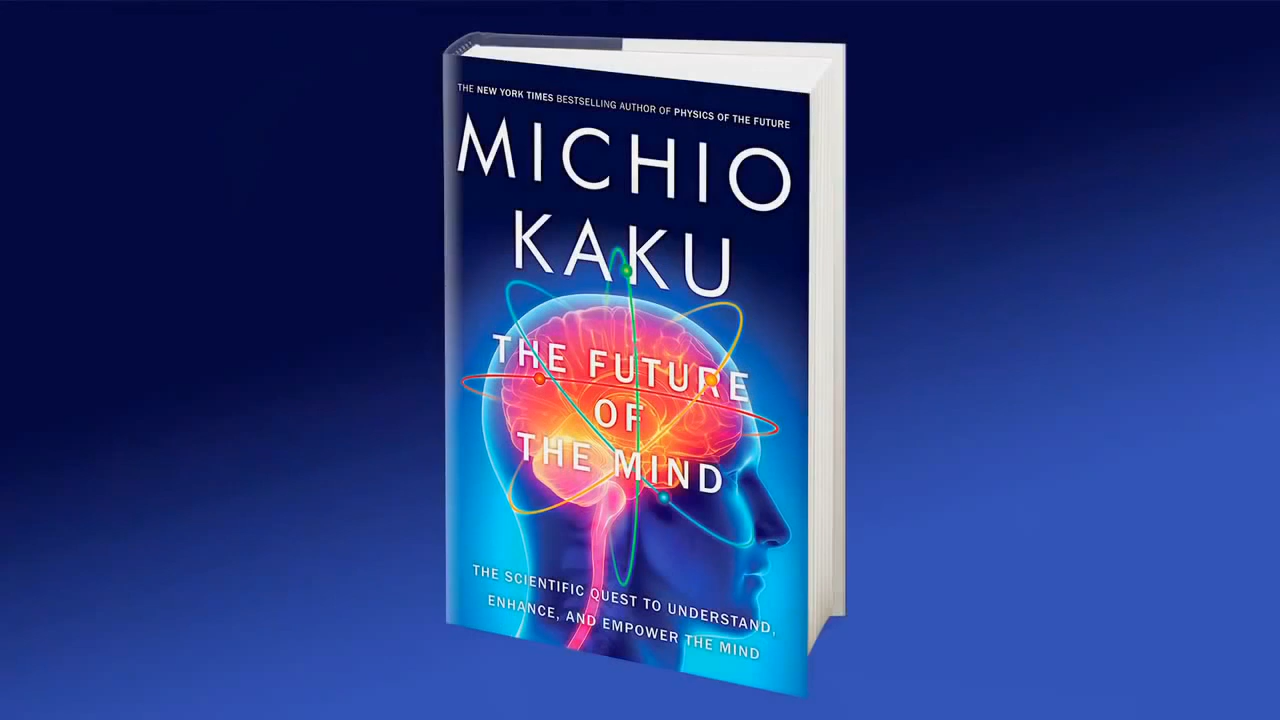 THE NEW YORK TIMES BESTSELLING AUTHOR OF PHYSICS OF THE FUTURE
MICHIO
KAKU
THE FUTURE
OF
THE MIND
THE SCIENTIFIC QUEST TO UNDERSTAND,
ENHANCE, AND EMPOWER THE MIND